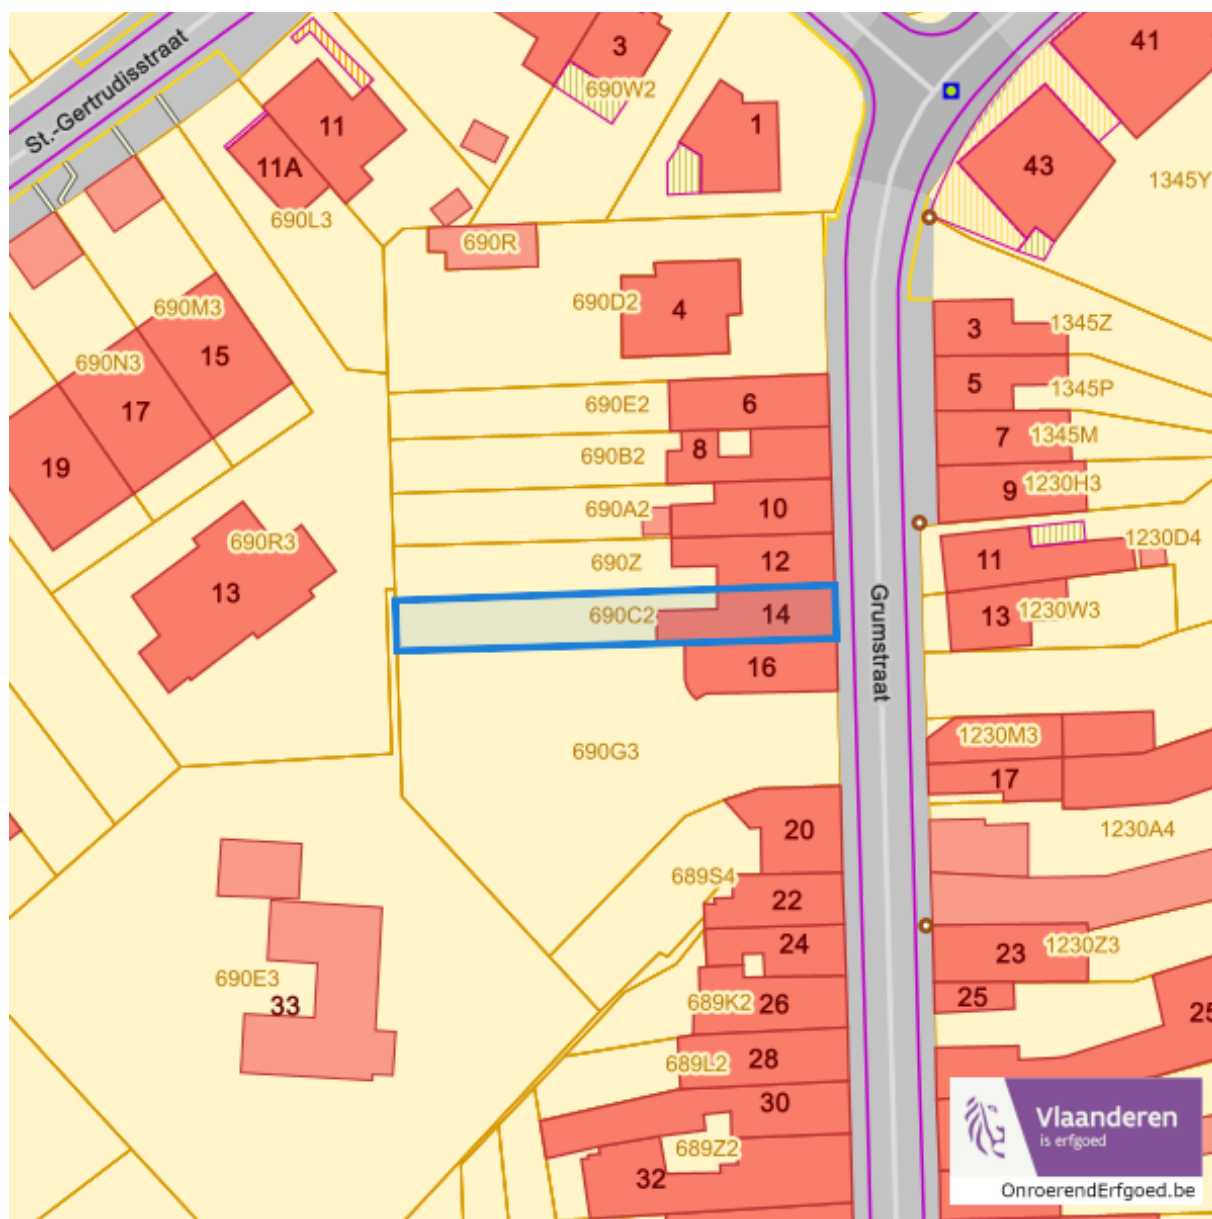 3
41
690W2
St.-Gertrudisstraat
11
1
43
11A
1345Y
690L3
690R
690D2
4
690M3
3
1345Z
15
690N3
5
1345P
17
690E2
6
7
1345M
19
690B2
8
9
1230H3
690A2
10
690R3
1230D4
690Z
12
11
13
690C2
14
13
1230W3
Grumstraat
16
690G3
1230M3
17
20
1230A4
689S4
22
24
23
1230Z3
690E3
33
689K2
26
25
25
28
689L2
30
689Z2
32
Vlaanderen
is erfgoed
OnroerendErfgoed.be